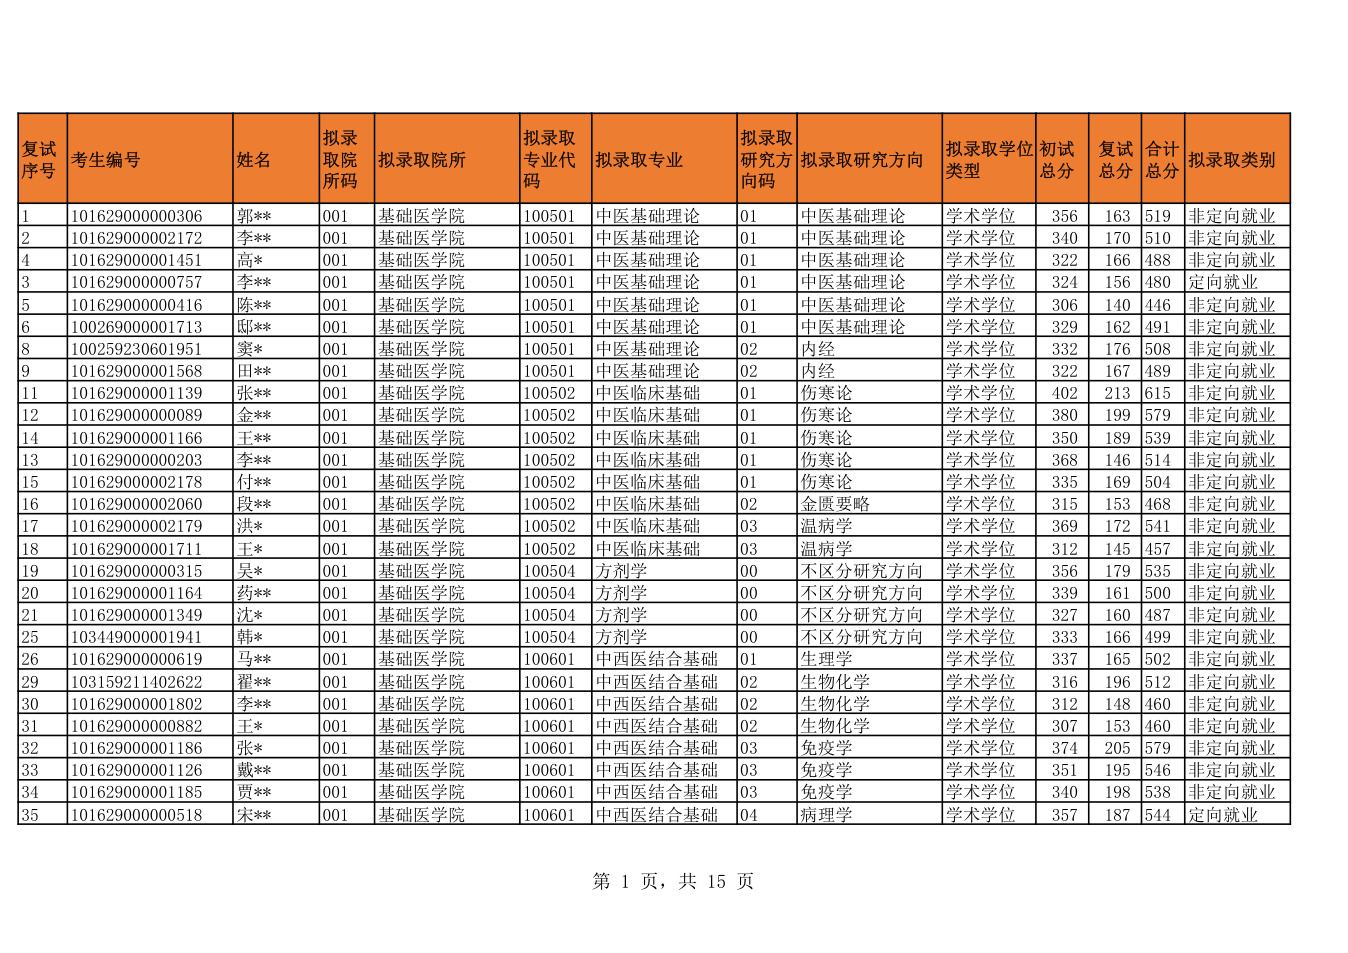 复试序号 考生编号 姓名 拟录取院所码 拟录取院所 拟录取专业代码 拟录取专业 拟录取研究方向码 拟录取研究方向 拟录取学位类型 初试总分 复试总分 合计总分 拟录取类别
1 101629000000306 郭** 001 基础医学院 100501 中医基础理论 01 中医基础理论 学术学位 356 163 519 非定向就业
2 101629000002172 李** 001 基础医学院 100501 中医基础理论 01 中医基础理论 学术学位 340 170 510 非定向就业
4 101629000001451 高* 001 基础医学院 100501 中医基础理论 01 中医基础理论 学术学位 322 166 488 非定向就业
3 101629000000757 李** 001 基础医学院 100501 中医基础理论 01 中医基础理论 学术学位 324 156 480 定向就业
5 101629000000416 陈** 001 基础医学院 100501 中医基础理论 01 中医基础理论 学术学位 306 140 446 非定向就业
6 100269000001713 邸** 001 基础医学院 100501 中医基础理论 01 中医基础理论 学术学位 329 162 491 非定向就业
8 100259230601951 窦* 001 基础医学院 100501 中医基础理论 02 内经 学术学位 332 176 508 非定向就业
9 101629000001568 田** 001 基础医学院 100501 中医基础理论 02 内经 学术学位 322 167 489 非定向就业
11 101629000001139 张** 001 基础医学院 100502 中医临床基础 01 伤寒论 学术学位 402 213 615 非定向就业
12 101629000000089 金** 001 基础医学院 100502 中医临床基础 01 伤寒论 学术学位 380 199 579 非定向就业
14 101629000001166 王** 001 基础医学院 100502 中医临床基础 01 伤寒论 学术学位 350 189 539 非定向就业
13 101629000000203 李** 001 基础医学院 100502 中医临床基础 01 伤寒论 学术学位 368 146 514 非定向就业
15 101629000002178 付** 001 基础医学院 100502 中医临床基础 01 伤寒论 学术学位 335 169 504 非定向就业
16 101629000002060 段** 001 基础医学院 100502 中医临床基础 02 金匮要略 学术学位 315 153 468 非定向就业
17 101629000002179 洪* 001 基础医学院 100502 中医临床基础 03 温病学 学术学位 369 172 541 非定向就业
18 101629000001711 王* 001 基础医学院 100502 中医临床基础 03 温病学 学术学位 312 145 457 非定向就业
19 101629000000315 吴* 001 基础医学院 100504 方剂学 00 不区分研究方向 学术学位 356 179 535 非定向就业
20 101629000001164 药** 001 基础医学院 100504 方剂学 00 不区分研究方向 学术学位 339 161 500 非定向就业
21 101629000001349 沈* 001 基础医学院 100504 方剂学 00 不区分研究方向 学术学位 327 160 487 非定向就业
25 103449000001941 韩* 001 基础医学院 100504 方剂学 00 不区分研究方向 学术学位 333 166 499 非定向就业
26 101629000000619 马** 001 基础医学院 100601 中西医结合基础 01 生理学 学术学位 337 165 502 非定向就业
29 103159211402622 翟** 001 基础医学院 100601 中西医结合基础 02 生物化学 学术学位 316 196 512 非定向就业
30 101629000001802 李** 001 基础医学院 100601 中西医结合基础 02 生物化学 学术学位 312 148 460 非定向就业
31 101629000000882 王* 001 基础医学院 100601 中西医结合基础 02 生物化学 学术学位 307 153 460 非定向就业
32 101629000001186 张* 001 基础医学院 100601 中西医结合基础 03 免疫学 学术学位 374 205 579 非定向就业
33 101629000001126 戴** 001 基础医学院 100601 中西医结合基础 03 免疫学 学术学位 351 195 546 非定向就业
34 101629000001185 贾** 001 基础医学院 100601 中西医结合基础 03 免疫学 学术学位 340 198 538 非定向就业
35 101629000000518 宋** 001 基础医学院 100601 中西医结合基础 04 病理学 学术学位 357 187 544 定向就业
第 1 页，共 15 页